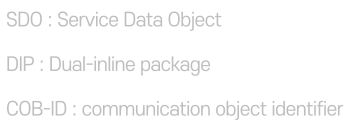 SDO : Service Data Object
DIP : Dual-inline package
COB-ID : communication object identifier